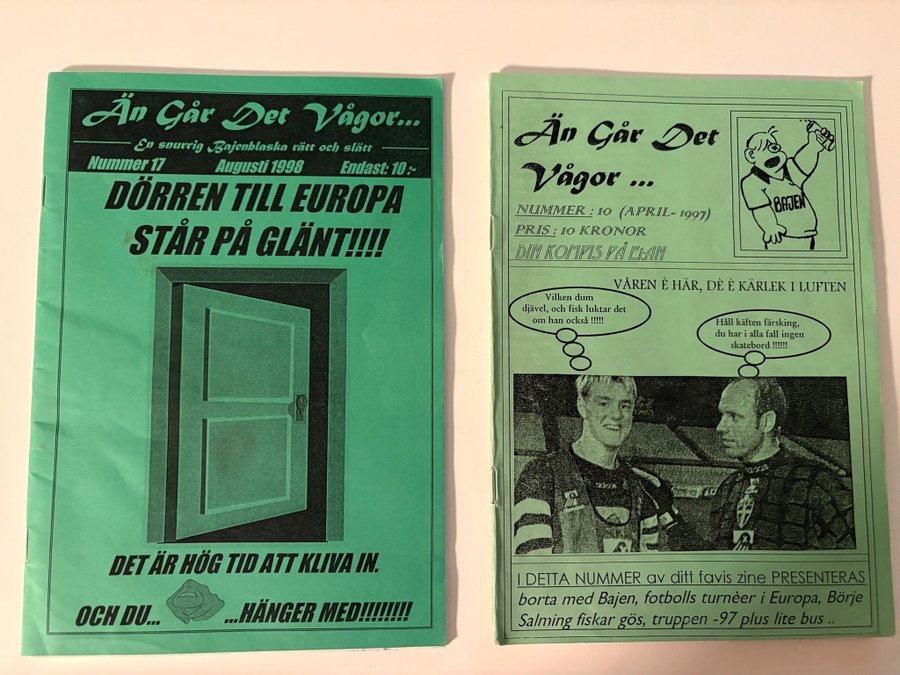 Än Går Det Vågor...
En snurrig Bajenblaska rätt och slätt
Nummer 17 Augusti 1998 Endast: 10 :-
DÖRREN TILL EUROPA
STÅR PÅ GLÄNT!!!!
DET ÄR HÖG TID ATT KLIVA IN.
OCH DU... ...HÄNGER MED!!!!!!!!
Än Går Det
Vågor ...
NUMMER : 10 (APRIL- 1997)
PRIS : 10 KRONOR
DIN KOMPIS PÅ ELAN
BAJEN
VÅREN È HÄR, DÈ È KÄRLEK I LUFTEN
Vilken dum
djävel, och fisk luktar det
om han också !!!!!
Håll käften färsking,
du har i alla fall ingen
skatebord !!!!!!
I DETTA NUMMER av ditt favis zine PRESENTERAS
borta med Bajen, fotbolls turnèer i Europa, Börje
Salming fiskar gös, truppen -97 plus lite bus ..